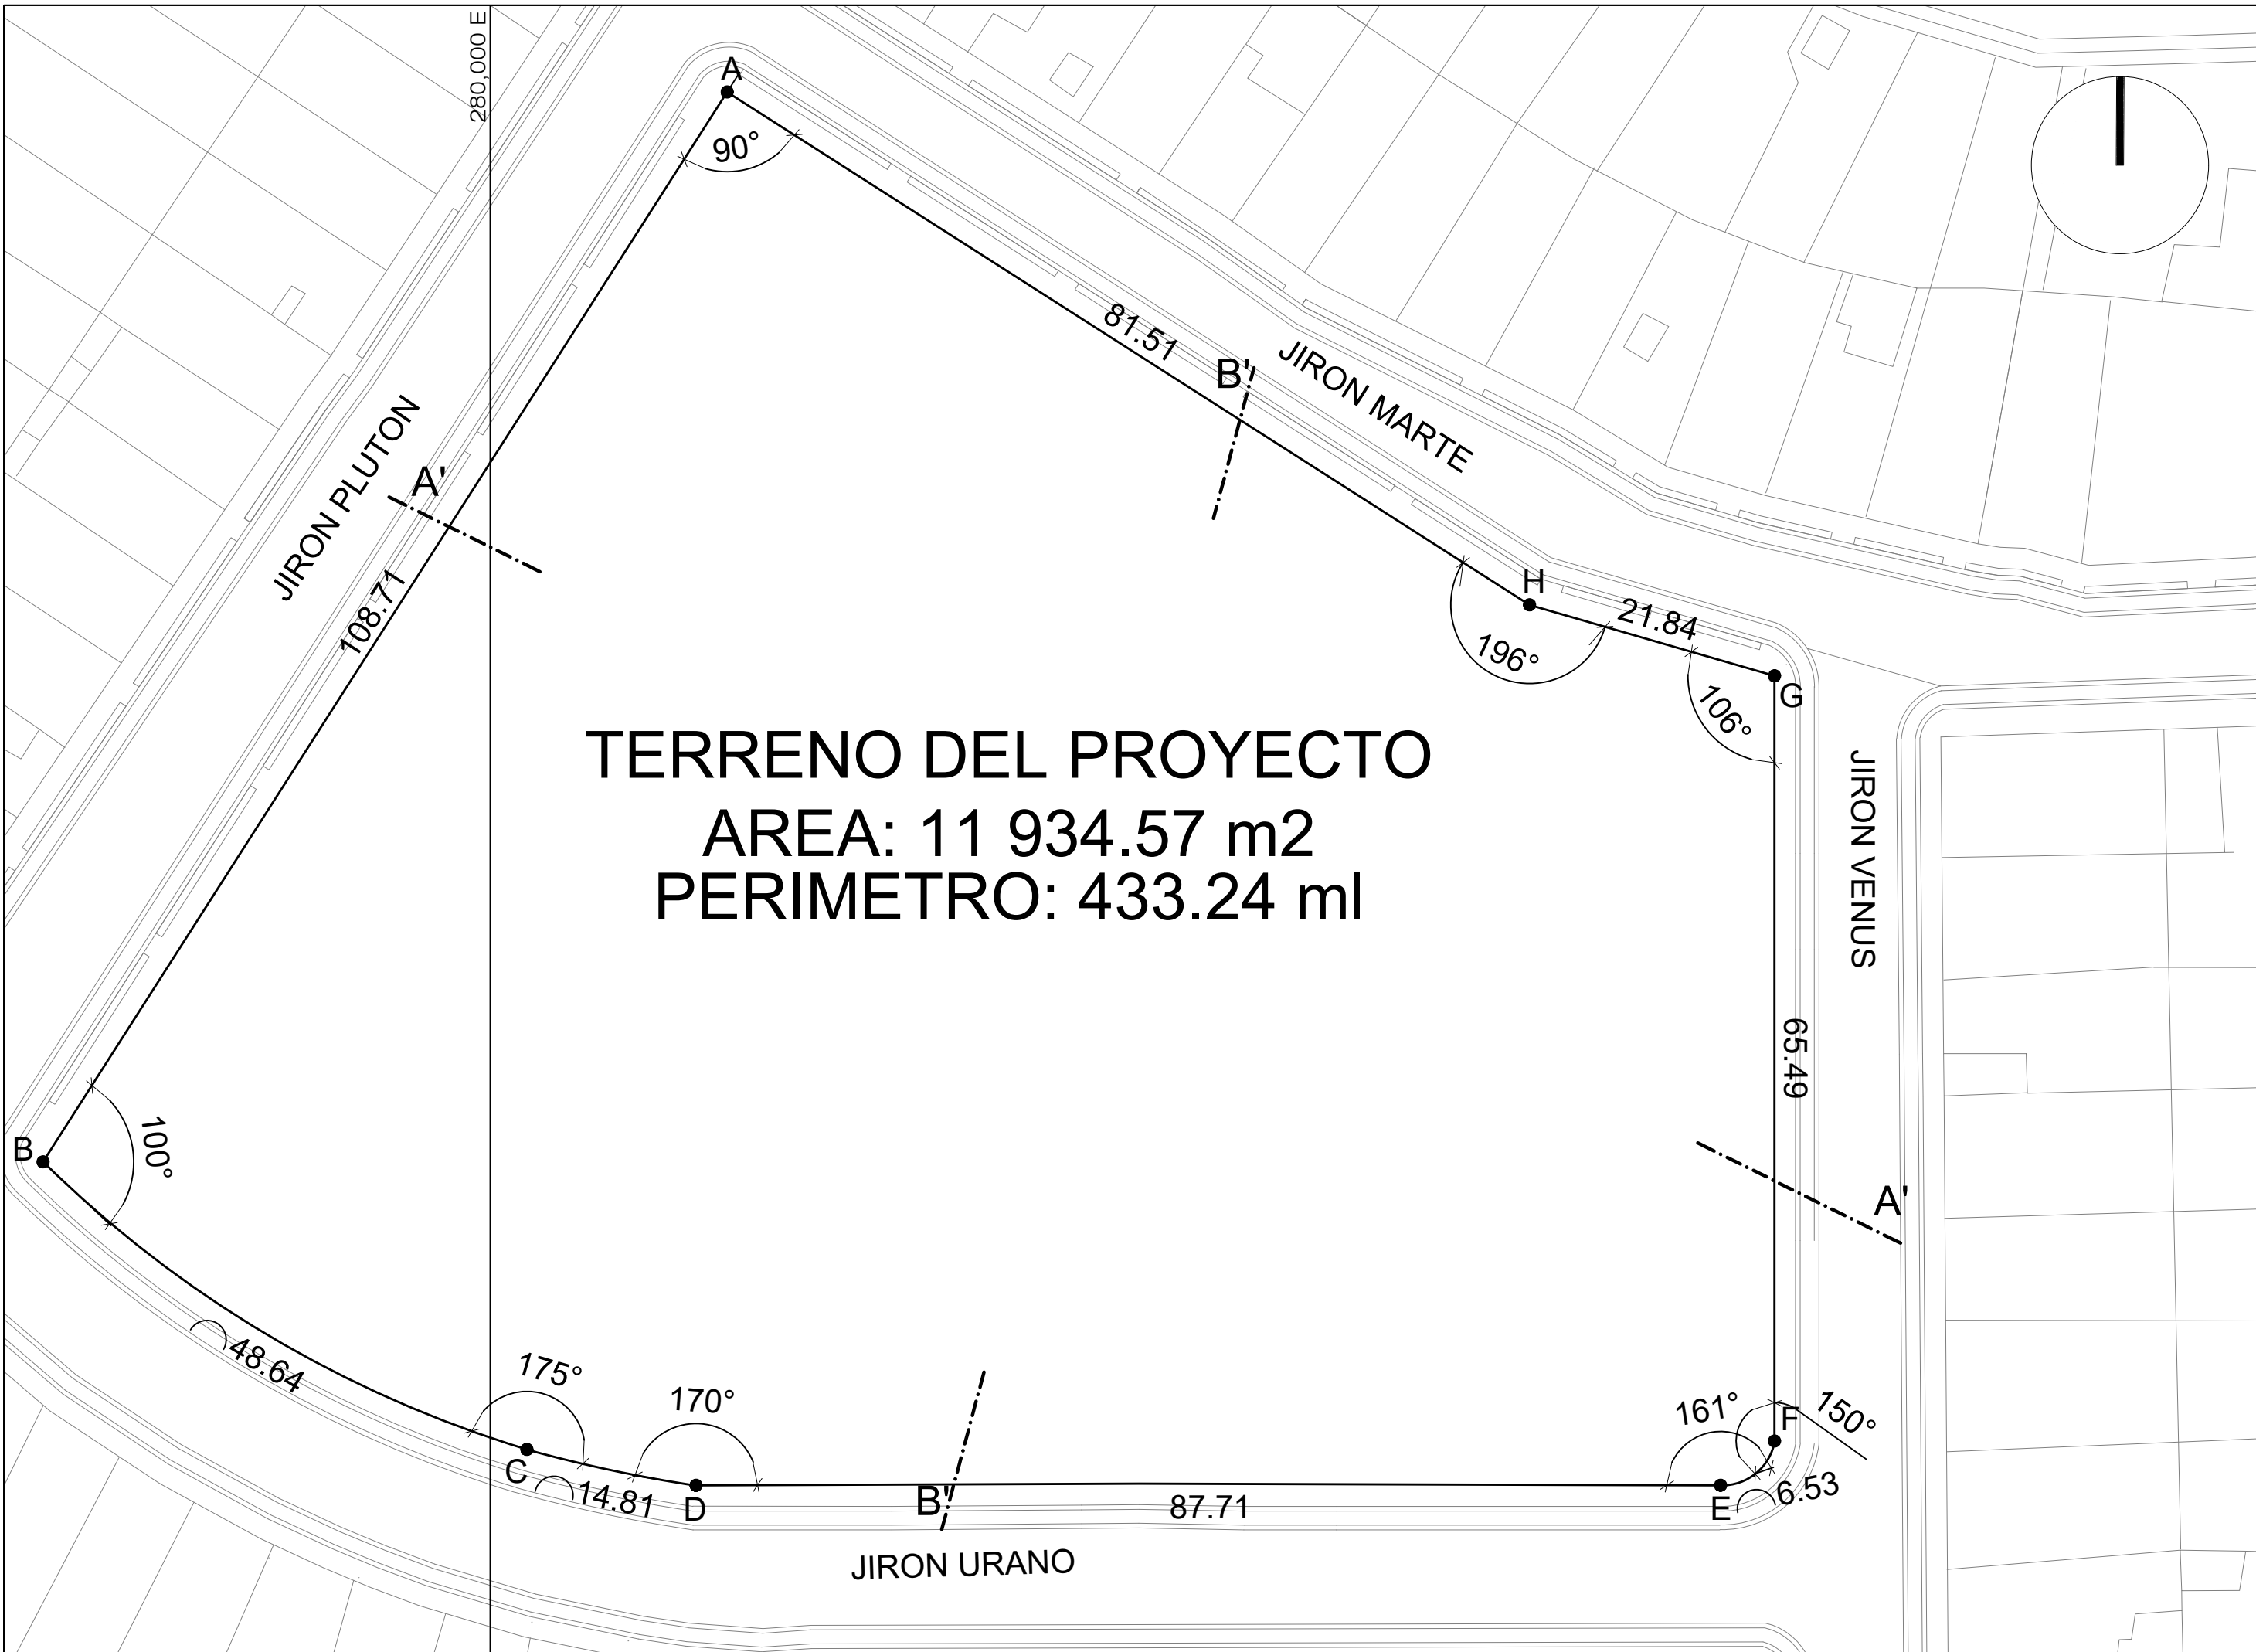 280,000 E
A
90°
81.51
B'
JIRON MARTE
JIRON PLUTON
A'
108.71
H
21.84
196°
G
106°
TERRENO DEL PROYECTO
AREA: 11 934.57 m2
PERIMETRO: 433.24 ml
JIRON VENUS
65.49
B
100°
A'
48.64
175°
170°
161°
150°
F
C
14.81
D
B'
87.71
E
6.53
JIRON URANO